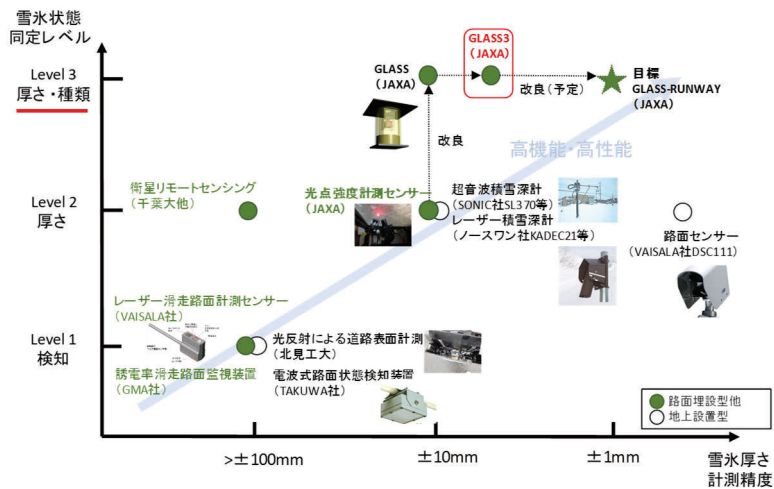 雪氷状態
同定レベル
Level 3
厚さ・種類
GLASS
(JAXA)
GLASS3
(JAXA)
改良(予定)
目標
GLASS-RUNWAY
(JAXA)
改良
高機能・高性能
Level 2
厚さ
衛星リモートセンシング
(千葉大他)
光点強度計測センサー
(JAXA)
超音波積雪深計
(SONIC社SL370等)
レーザー積雪深計
(ノースワン社KADEC21等)
路面センサー
(VAISALA社DSC111)
Level 1
検知
レーザー滑走路面計測センサー
(VAISALA社)
誘電率滑走路面監視装置
(GMA社)
光反射による道路表面計測
(北見工大)
電波式路面状態検知装置
(TAKUWA社)
路面埋設型他
地上設置型
>±100mm
±10mm
±1mm
雪氷厚さ
計測精度